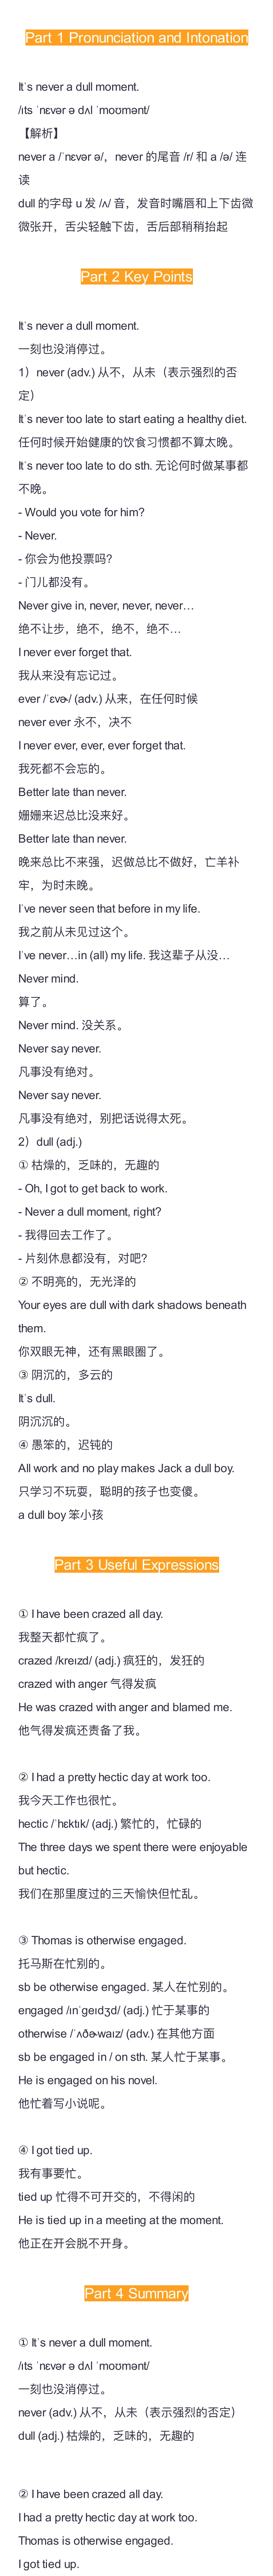 Part 1 Pronunciation and Intonation
It's never a dull moment.
/ɪts ˈnɛvər ə dʌl ˈmoʊmənt/
【解析】
never a /ˈnɛvər ə/，never 的尾音 /r/ 和 a /ə/ 连
读
dull 的字母 u 发 /ʌ/ 音，发音时嘴唇和上下齿微
微张开，舌尖轻触下齿，舌后部稍稍抬起
Part 2 Key Points
It's never a dull moment.
一刻也没消停过。
1）never (adv.) 从不，从未（表示强烈的否
定）
It's never too late to start eating a healthy diet.
任何时候开始健康的饮食习惯都不算太晚。
It's never too late to do sth. 无论何时做某事都
不晚。
- Would you vote for him?
- Never.
- 你会为他投票吗?
- 门儿都没有。
Never give in, never, never, never…
绝不让步，绝不，绝不，绝不…
I never ever forget that.
我从来没有忘记过。
ever /ˈɛvɚ/ (adv.) 从来，在任何时候
never ever 永不，决不
I never ever, ever, ever forget that.
我死都不会忘的。
Better late than never.
姗姗来迟总比没来好。
Better late than never.
晚来总比不来强，迟做总比不做好，亡羊补
牢，为时未晚。
I've never seen that before in my life.
我之前从未见过这个。
I've never…in (all) my life. 我这辈子从没…
Never mind.
算了。
Never mind. 没关系。
Never say never.
凡事没有绝对。
Never say never.
凡事没有绝对，别把话说得太死。
2）dull (adj.)
① 枯燥的，乏味的，无趣的
- Oh, I got to get back to work.
- Never a dull moment, right?
- 我得回去工作了。
- 片刻休息都没有，对吧?
② 不明亮的，无光泽的
Your eyes are dull with dark shadows beneath
them.
你双眼无神，还有黑眼圈了。
③ 阴沉的，多云的
It's dull.
阴沉沉的。
④ 愚笨的，迟钝的
All work and no play makes Jack a dull boy.
只学习不玩耍，聪明的孩子也变傻。
a dull boy 笨小孩
Part 3 Useful Expressions
① I have been crazed all day.
我整天都忙疯了。
crazed /kreɪzd/ (adj.) 疯狂的，发狂的
crazed with anger 气得发疯
He was crazed with anger and blamed me.
他气得发疯还责备了我。
② I had a pretty hectic day at work too.
我今天工作也很忙。
hectic /ˈhɛktɪk/ (adj.) 繁忙的，忙碌的
The three days we spent there were enjoyable
but hectic.
我们在那里度过的三天愉快但忙乱。
③ Thomas is otherwise engaged.
托马斯在忙别的。
sb be otherwise engaged. 某人在忙别的。
engaged /ɪnˈgeɪdʒd/ (adj.) 忙于某事的
otherwise /ˈʌðɚwaɪz/ (adv.) 在其他方面
sb be engaged in / on sth. 某人忙于某事。
He is engaged on his novel.
他忙着写小说呢。
④ I got tied up.
我有事要忙。
tied up 忙得不可开交的，不得闲的
He is tied up in a meeting at the moment.
他正在开会脱不开身。
Part 4 Summary
① It's never a dull moment.
/ɪts ˈnɛvər ə dʌl ˈmoʊmənt/
一刻也没消停过。
never (adv.) 从不，从未（表示强烈的否定）
dull (adj.) 枯燥的，乏味的，无趣的
② I have been crazed all day.
I had a pretty hectic day at work too.
Thomas is otherwise engaged.
I got tied up.